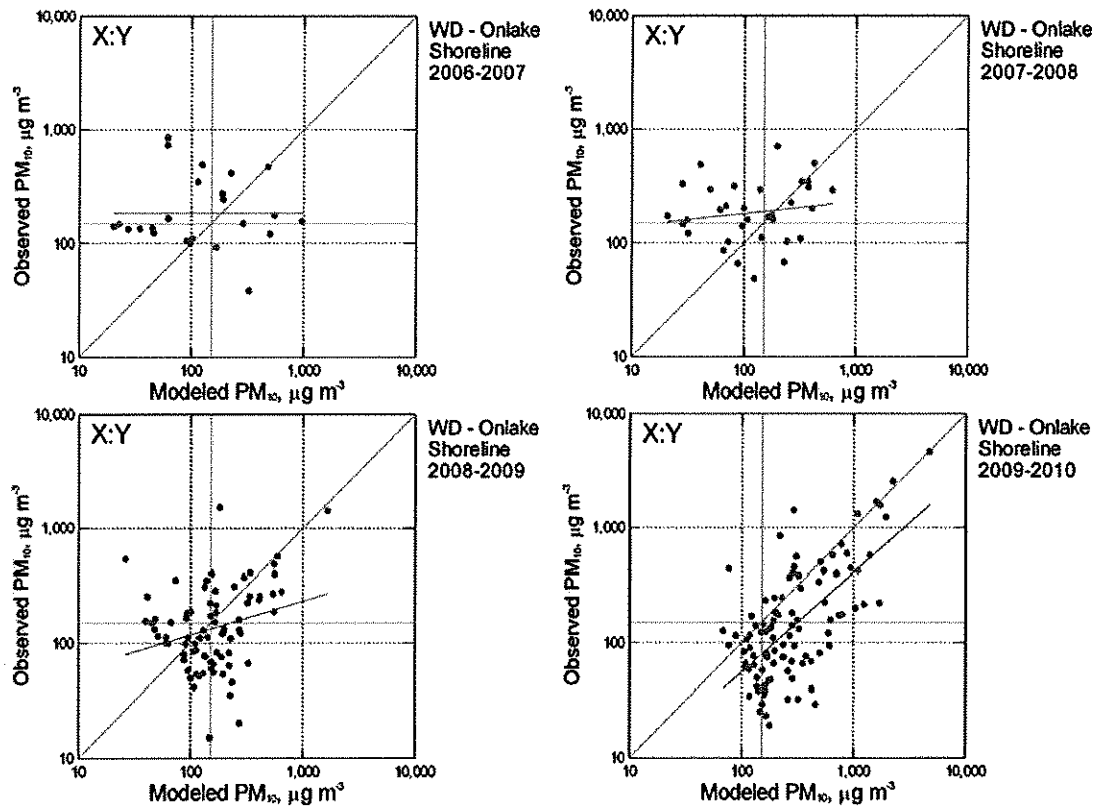 X:Y
WD - Onlake
Shoreline
2006-2007
10,000
1,000
100
10
Observed PM₁₀, µg m⁻³
10
100
1,000
10,000
Modeled PM₁₀, µg m⁻³
X:Y
WD - Onlake
Shoreline
2007-2008
10,000
1,000
100
10
Observed PM₁₀, µg m⁻³
10
100
1,000
10,000
Modeled PM₁₀, µg m⁻³
X:Y
WD - Onlake
Shoreline
2008-2009
10,000
1,000
100
10
Observed PM₁₀, µg m⁻³
10
100
1,000
10,000
Modeled PM₁₀, µg m⁻³
X:Y
WD - Onlake
Shoreline
2009-2010
10,000
1,000
100
10
Observed PM₁₀, µg m⁻³
10
100
1,000
10,000
Modeled PM₁₀, µg m⁻³